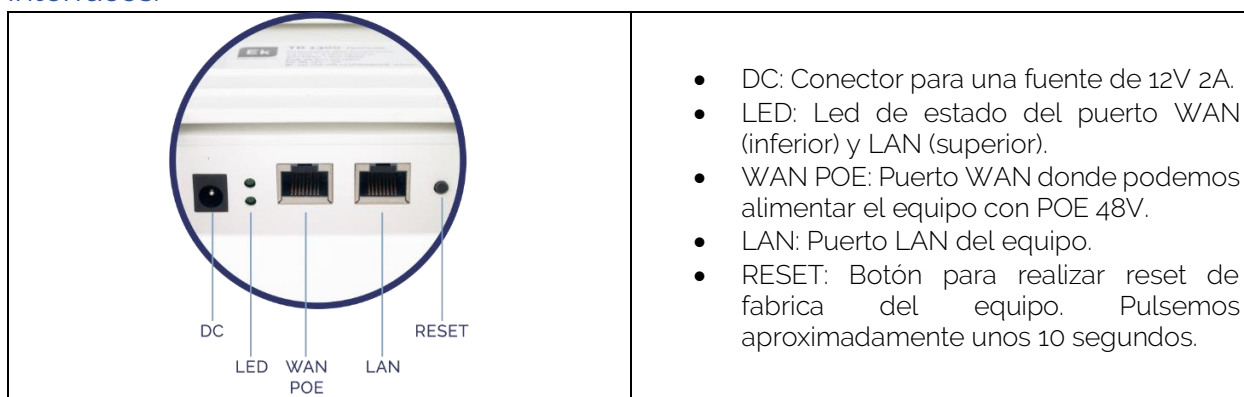 Interfaces.
Ek
DC
LED
WAN
POE
LAN
RESET
• DC: Conector para una fuente de 12V 2A.
• LED: Led de estado del puerto WAN
(inferior) y LAN (superior).
• WAN POE: Puerto WAN donde podemos
alimentar el equipo con POE 48V.
• LAN: Puerto LAN del equipo.
• RESET: Botón para realizar reset de
fabrica del equipo. Pulsemos
aproximadamente unos 10 segundos.